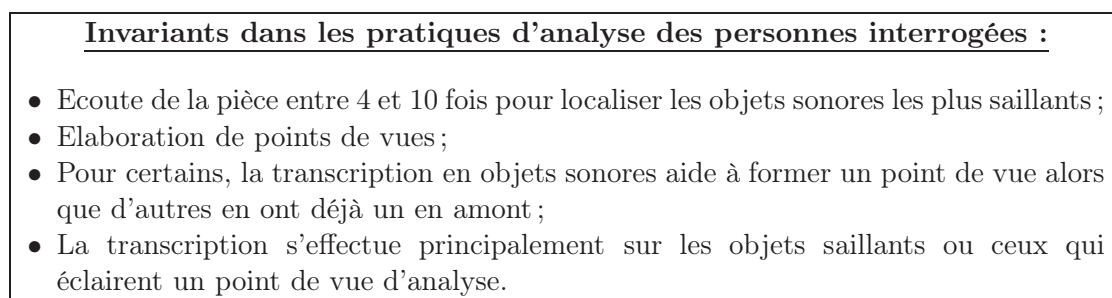 Invariants dans les pratiques d'analyse des personnes interrogées :
• Ecoute de la pièce entre 4 et 10 fois pour localiser les objets sonores les plus saillants ;
• Elaboration de points de vues ;
• Pour certains, la transcription en objets sonores aide à former un point de vue alors
que d'autres en ont déjà un en amont ;
• La transcription s'effectue principalement sur les objets saillants ou ceux qui
éclairent un point de vue d'analyse.